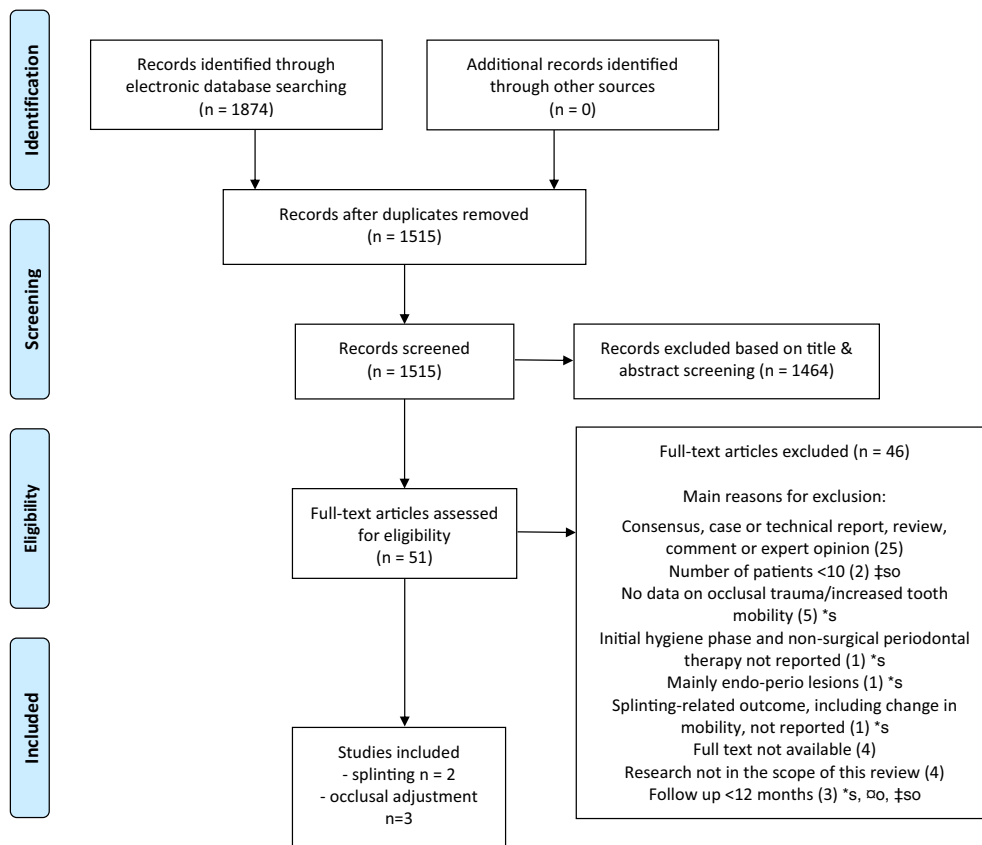 Identification
Records identified through
electronic database searching
(n = 1874)
Additional records identified
through other sources
(n = 0)
Records after duplicates removed
(n = 1515)
Screening
Records screened
(n = 1515)
Records excluded based on title &
abstract screening (n = 1464)
Eligibility
Full-text articles assessed
for eligibility
(n = 51)
Full-text articles excluded (n = 46)
Main reasons for exclusion:
Consensus, case or technical report, review,
comment or expert opinion (25)
Number of patients <10 (2) ‡so
No data on occlusal trauma/increased tooth
mobility (5) *s
Initial hygiene phase and non-surgical periodontal
therapy not reported (1) *s
Mainly endo-perio lesions (1) *s
Splinting-related outcome, including change in
mobility, not reported (1) *s
Full text not available (4)
Research not in the scope of this review (4)
Follow up <12 months (3) *s, ¤o, ‡so
Included
Studies included
- splinting n = 2
- occlusal adjustment
n=3